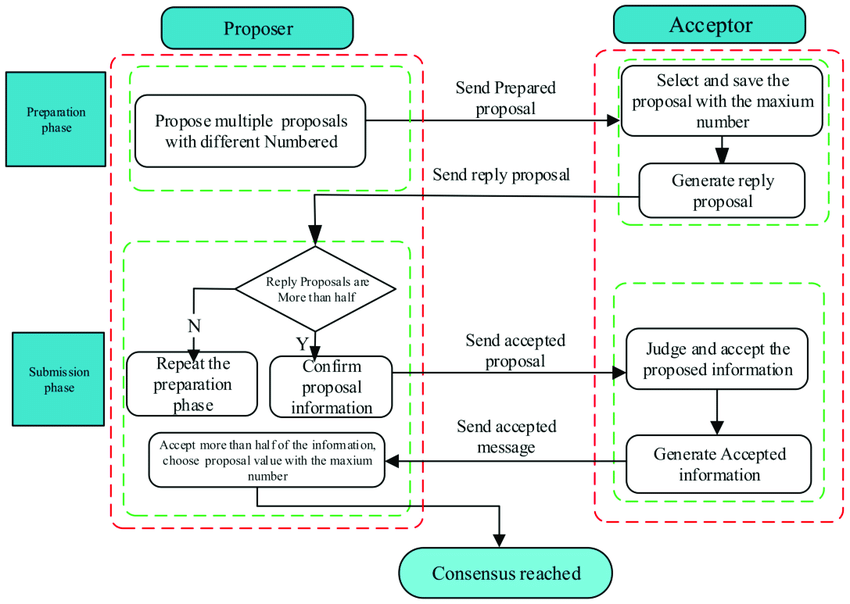 Proposer
Acceptor
Preparation
phase
Propose multiple proposals
with different Numbered
Send Prepared
proposal
Select and save the
proposal with the maxium
number
Send reply proposal
Generate reply
proposal
Reply Proposals are
More than half
N
Y
Submission
phase
Repeat the
preparation
phase
Confirm
proposal
information
Send accepted
proposal
Judge and accept the
proposed information
Accept more than half of the information,
choose proposal value with the maxium
number
Send accepted
message
Generate Accepted
information
Consensus reached